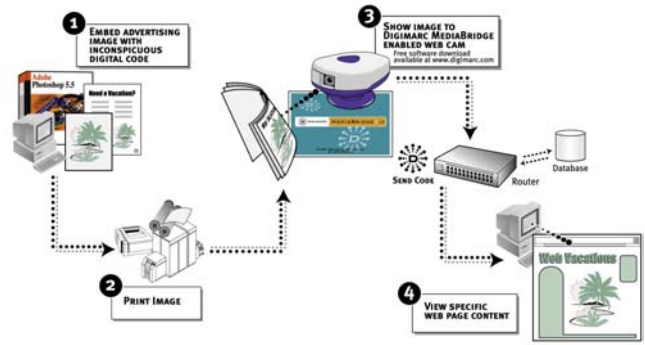 1
EMBED ADVERTISING
IMAGE WITH
INCONSPICUOUS
DIGITAL CODE
Adobe
Photoshop 5.5
Need a Vacation?
2
PRINT IMAGE
3
SHOW IMAGE TO
DIGIMARC MEDIABRIDGE
ENABLED WEB CAM
Free software download
available at www.digimarc.com
MEDIABRIDGE
SEND CODE
Router
Database
Web Vacations
4
VIEW SPECIFIC
WEB PAGE CONTENT